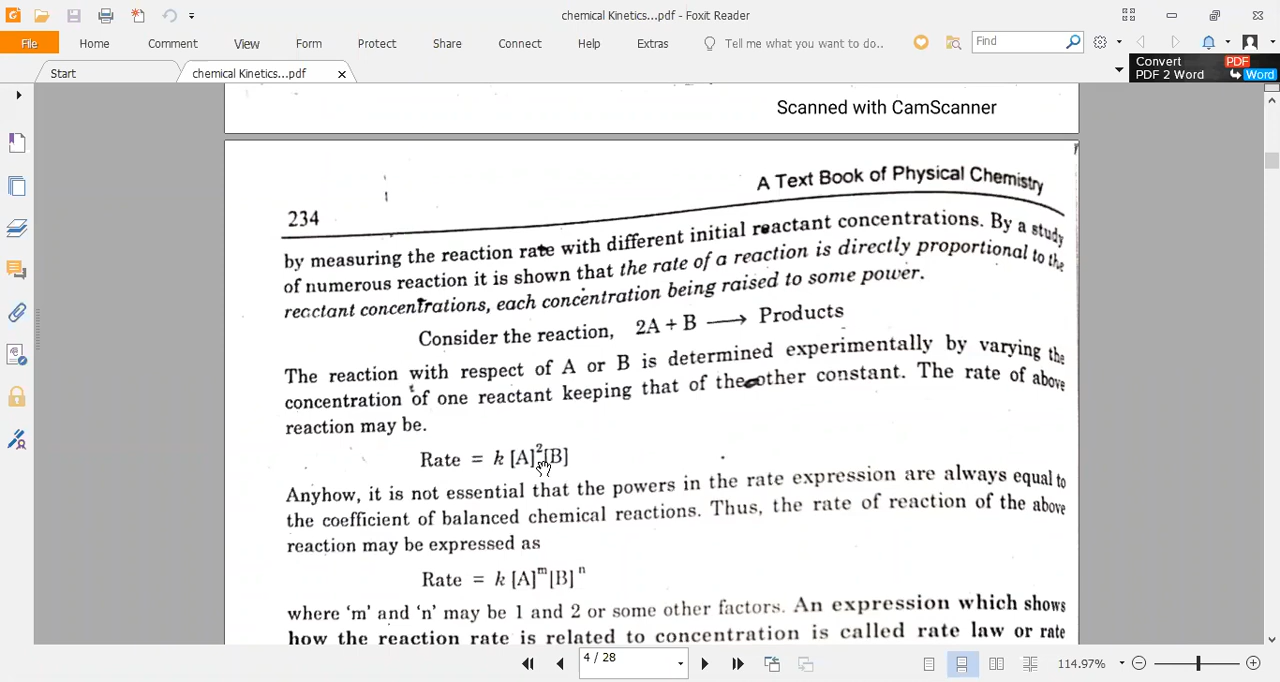 chemical Kinetics...pdf - Foxit Reader
File Home Comment View Form Protect Share Connect Help Extras Tell me what you want to do.. Find
Start chemical Kinetics...pdf
Convert PDF
PDF 2 Word Word
Scanned with CamScanner
A Text Book of Physical Chemistry
234
by measuring the reaction rate with different initial reactant concentrations. By a study
of numerous reaction it is shown that the rate of a reaction is directly proportional to the
reactant concentrations, each concentration being raised to some power.
Consider the reaction, 2A + B ⟶ Products
The reaction with respect of A or B is determined experimentally by varying the
concentration of one reactant keeping that of the other constant. The rate of above
reaction may be.
Rate = k [A]²[B]
Anyhow, it is not essential that the powers in the rate expression are always equal to
the coefficient of balanced chemical reactions. Thus, the rate of reaction of the above
reaction may be expressed as
Rate = k [A]ᵐ[B]ⁿ
where 'm' and 'n' may be 1 and 2 or some other factors. An expression which shows
how the reaction rate is related to concentration is called rate law or rate
4 / 28 114.97%